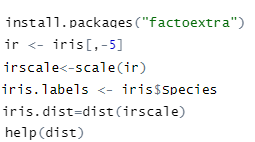 install.packages("factoextra")
ir <- iris[,-5]
irscale<-scale(ir)
iris.labels <- iris$Species
iris.dist=dist(irscale)
help(dist)